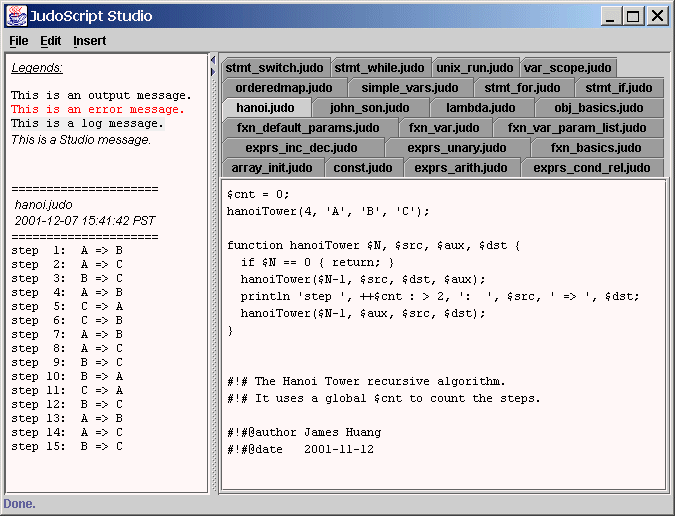 JudoScript Studio
File Edit Insert
Legends:
This is an output message.
This is an error message.
This is a log message.
This is a Studio message.
=====================
hanoi.judo
2001-12-07 15:41:42 PST
=====================
step  1:  A => B
step  2:  A => C
step  3:  B => C
step  4:  A => B
step  5:  C => A
step  6:  C => B
step  7:  A => B
step  8:  A => C
step  9:  B => C
step 10:  B => A
step 11:  C => A
step 12:  B => C
step 13:  A => B
step 14:  A => C
step 15:  B => C
stmt_switch.judo stmt_while.judo unix_run.judo var_scope.judo
orderedmap.judo simple_vars.judo stmt_for.judo stmt_if.judo
hanoi.judo john_son.judo lambda.judo obj_basics.judo
fxn_default_params.judo fxn_var.judo fxn_var_param_list.judo
exprs_inc_dec.judo exprs_unary.judo fxn_basics.judo
array_init.judo const.judo exprs_arith.judo exprs_cond_rel.judo
$cnt = 0;
hanoiTower(4, 'A', 'B', 'C');
function hanoiTower $N, $src, $aux, $dst {
  if $N == 0 { return; }
  hanoiTower($N-1, $src, $dst, $aux);
  println 'step ', ++$cnt : > 2, ':  ', $src, ' => ', $dst;
  hanoiTower($N-1, $aux, $src, $dst);
}
#!# The Hanoi Tower recursive algorithm.
#!# It uses a global $cnt to count the steps.
#!#@author James Huang
#!#@date   2001-11-12
Done.